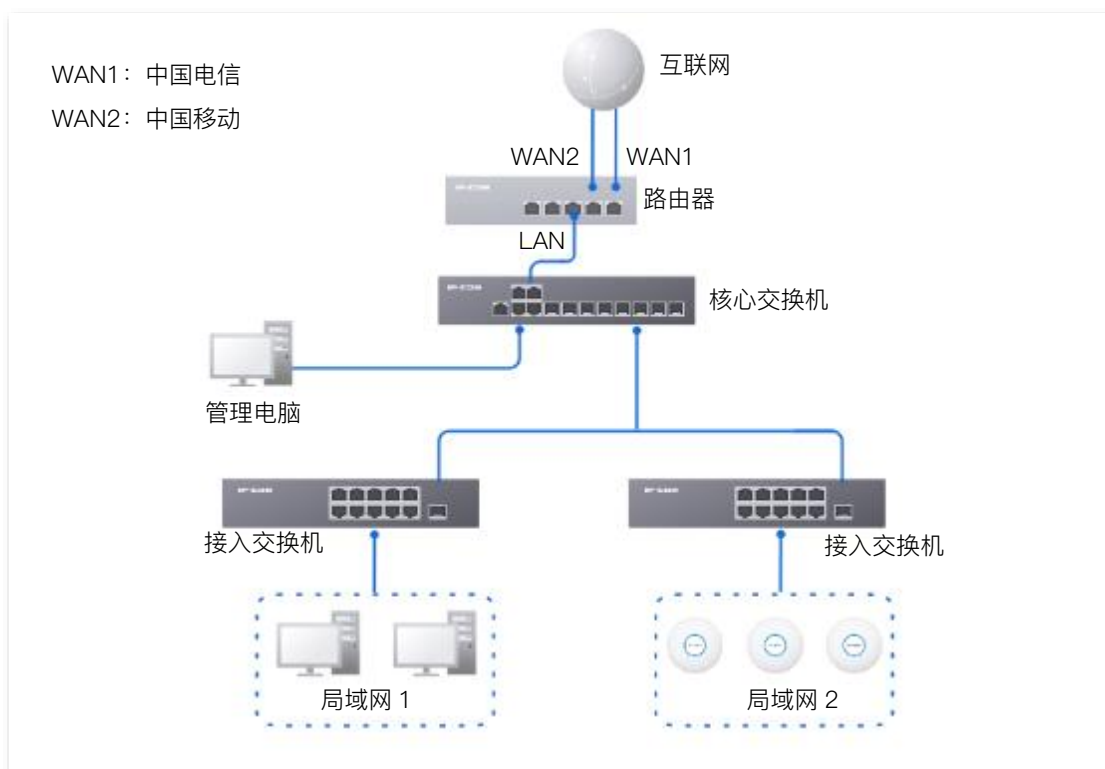 WAN1：中国电信
WAN2：中国移动
互联网
WAN2
WAN1
路由器
LAN
核心交换机
管理电脑
接入交换机
接入交换机
局域网 1
局域网 2